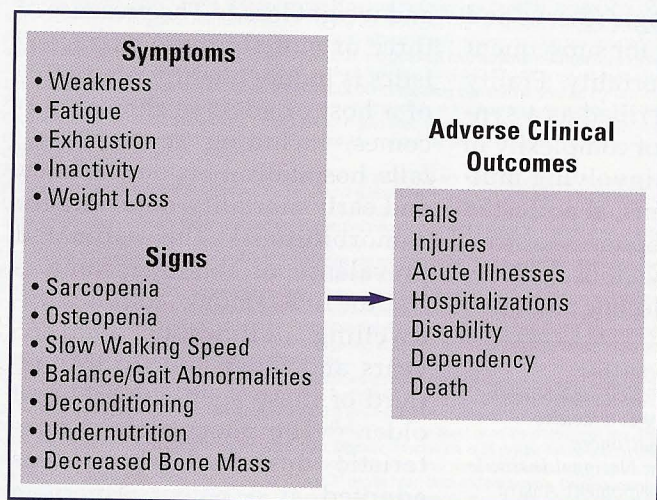 Symptoms
• Weakness
• Fatigue
• Exhaustion
• Inactivity
• Weight Loss
Signs
• Sarcopenia
• Osteopenia
• Slow Walking Speed
• Balance/Gait Abnormalities
• Deconditioning
• Undernutrition
• Decreased Bone Mass
Adverse Clinical
Outcomes
Falls
Injuries
Acute Illnesses
Hospitalizations
Disability
Dependency
Death